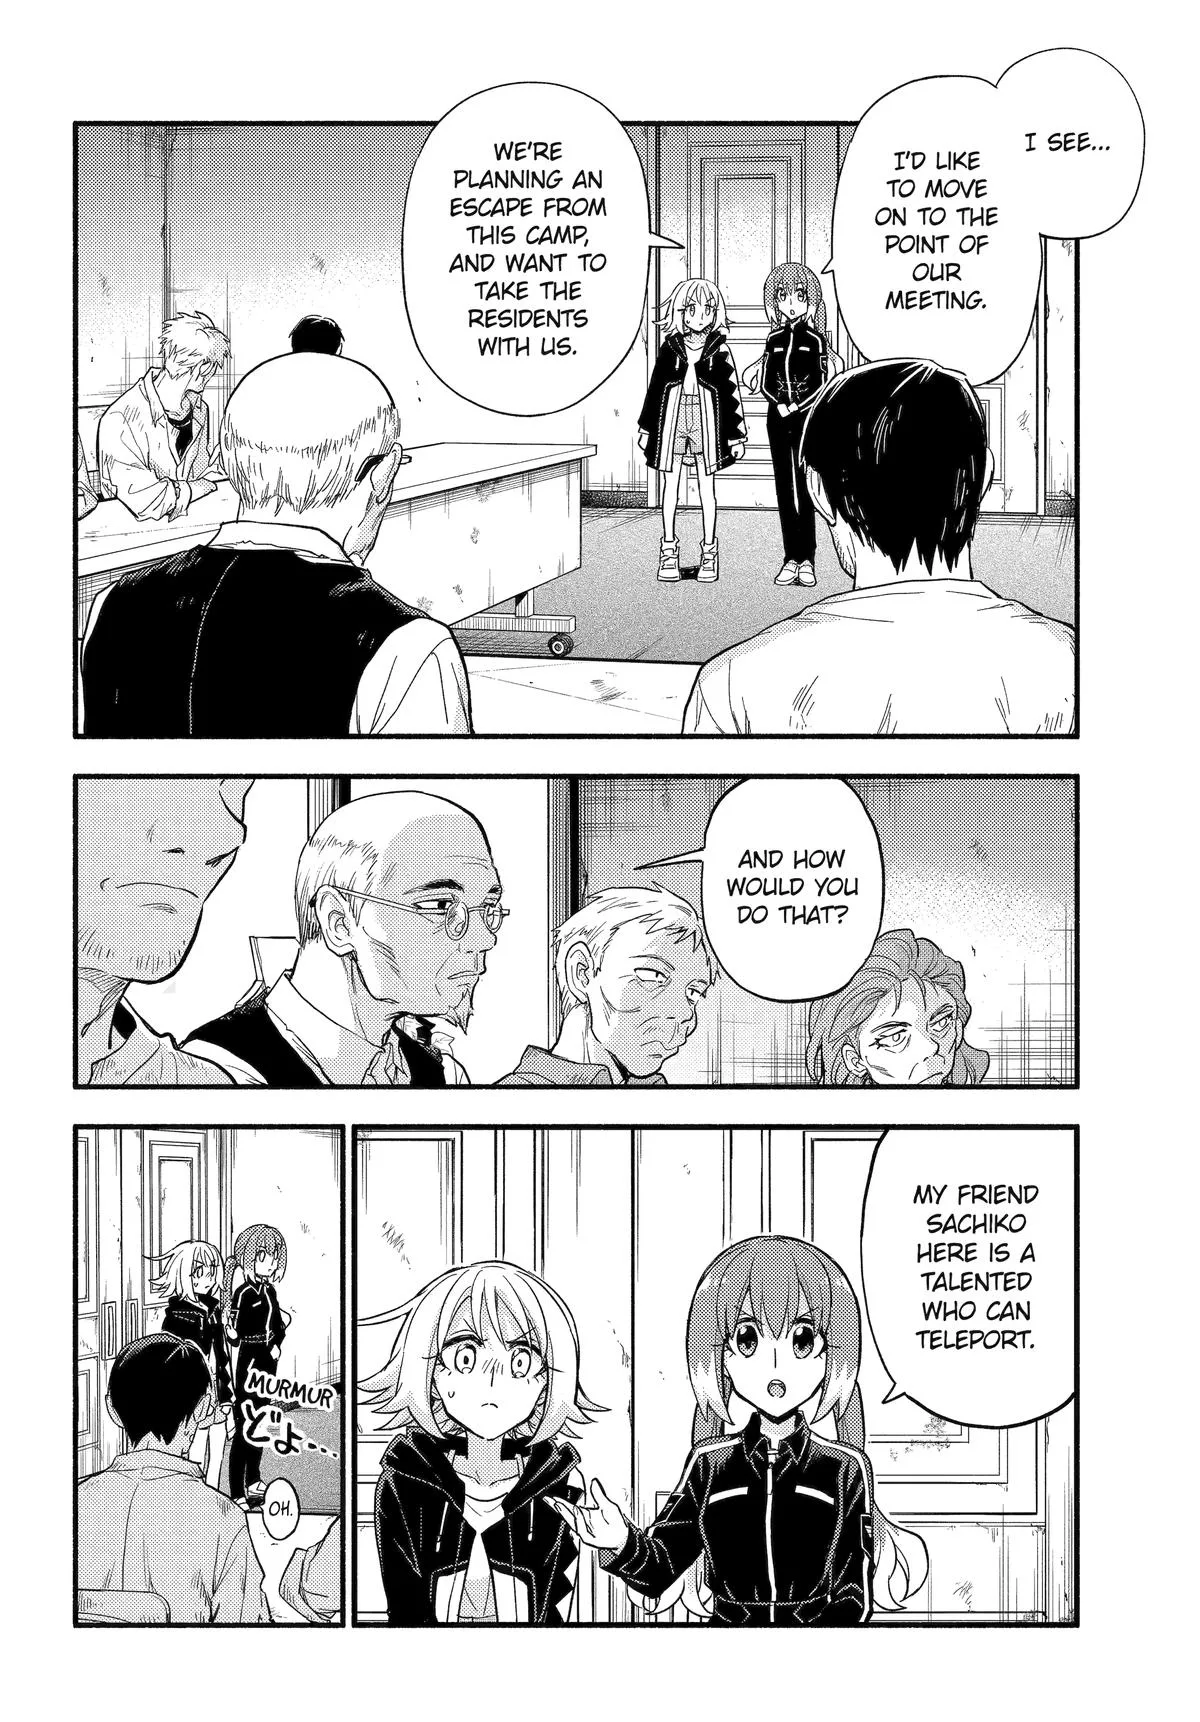 I SEE...
I'D LIKE
TO MOVE
ON TO THE
POINT OF
OUR
MEETING.
WE'RE
PLANNING AN
ESCAPE FROM
THIS CAMP,
AND WANT TO
TAKE THE
RESIDENTS
WITH US.
AND HOW
WOULD YOU
DO THAT?
MY FRIEND
SACHIKO
HERE IS A
TALENTED
WHO CAN
TELEPORT.
MURMUR
どよ…
OH.